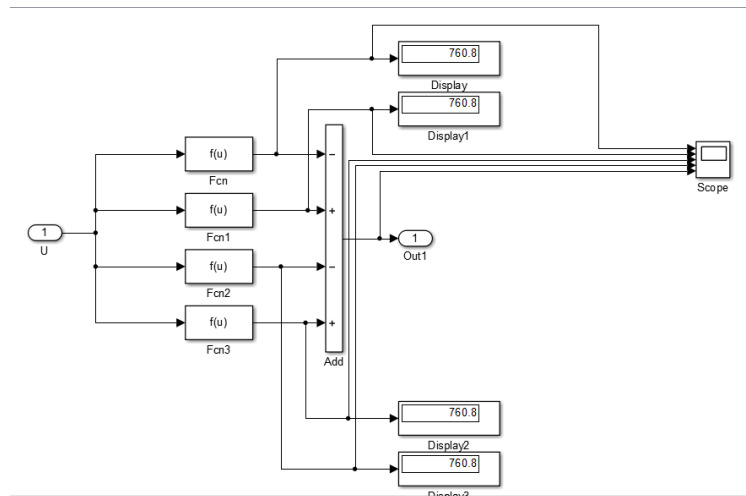 760.8
Display
760.8
Display1
f(u)
Fcn
−
f(u)
Fcn1
+
Scope
1
U
1
Out1
f(u)
Fcn2
−
f(u)
Fcn3
+
Add
760.8
Display2
760.8
Display3